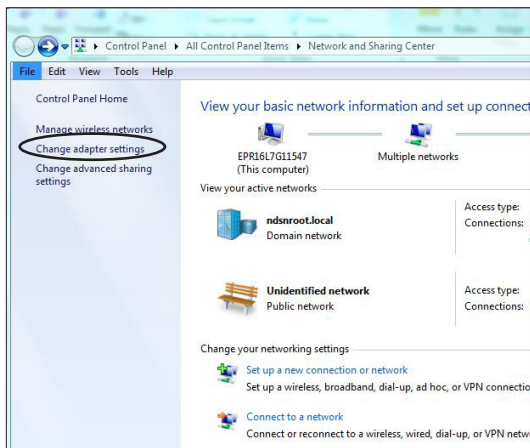 Control Panel ▸ All Control Panel Items ▸ Network and Sharing Center
File Edit View Tools Help
Control Panel Home
Manage wireless networks
Change adapter settings
Change advanced sharing
settings
View your basic network information and set up connect
EPR16L7G11547
(This computer)
Multiple networks
View your active networks
ndsnroot.local
Domain network
Access type:
Connections:
Unidentified network
Public network
Access type:
Connections:
Change your networking settings
Set up a new connection or network
Set up a wireless, broadband, dial-up, ad hoc, or VPN connectio
Connect to a network
Connect or reconnect to a wireless, wired, dial-up, or VPN netw